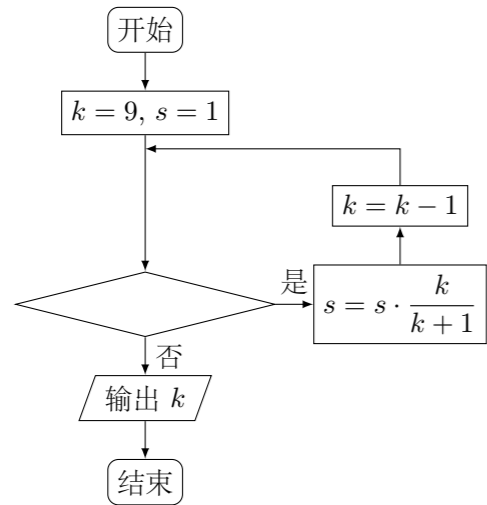 开始
k = 9, s = 1
k = k − 1
是
s = s · k/(k + 1)
否
输出 k
结束